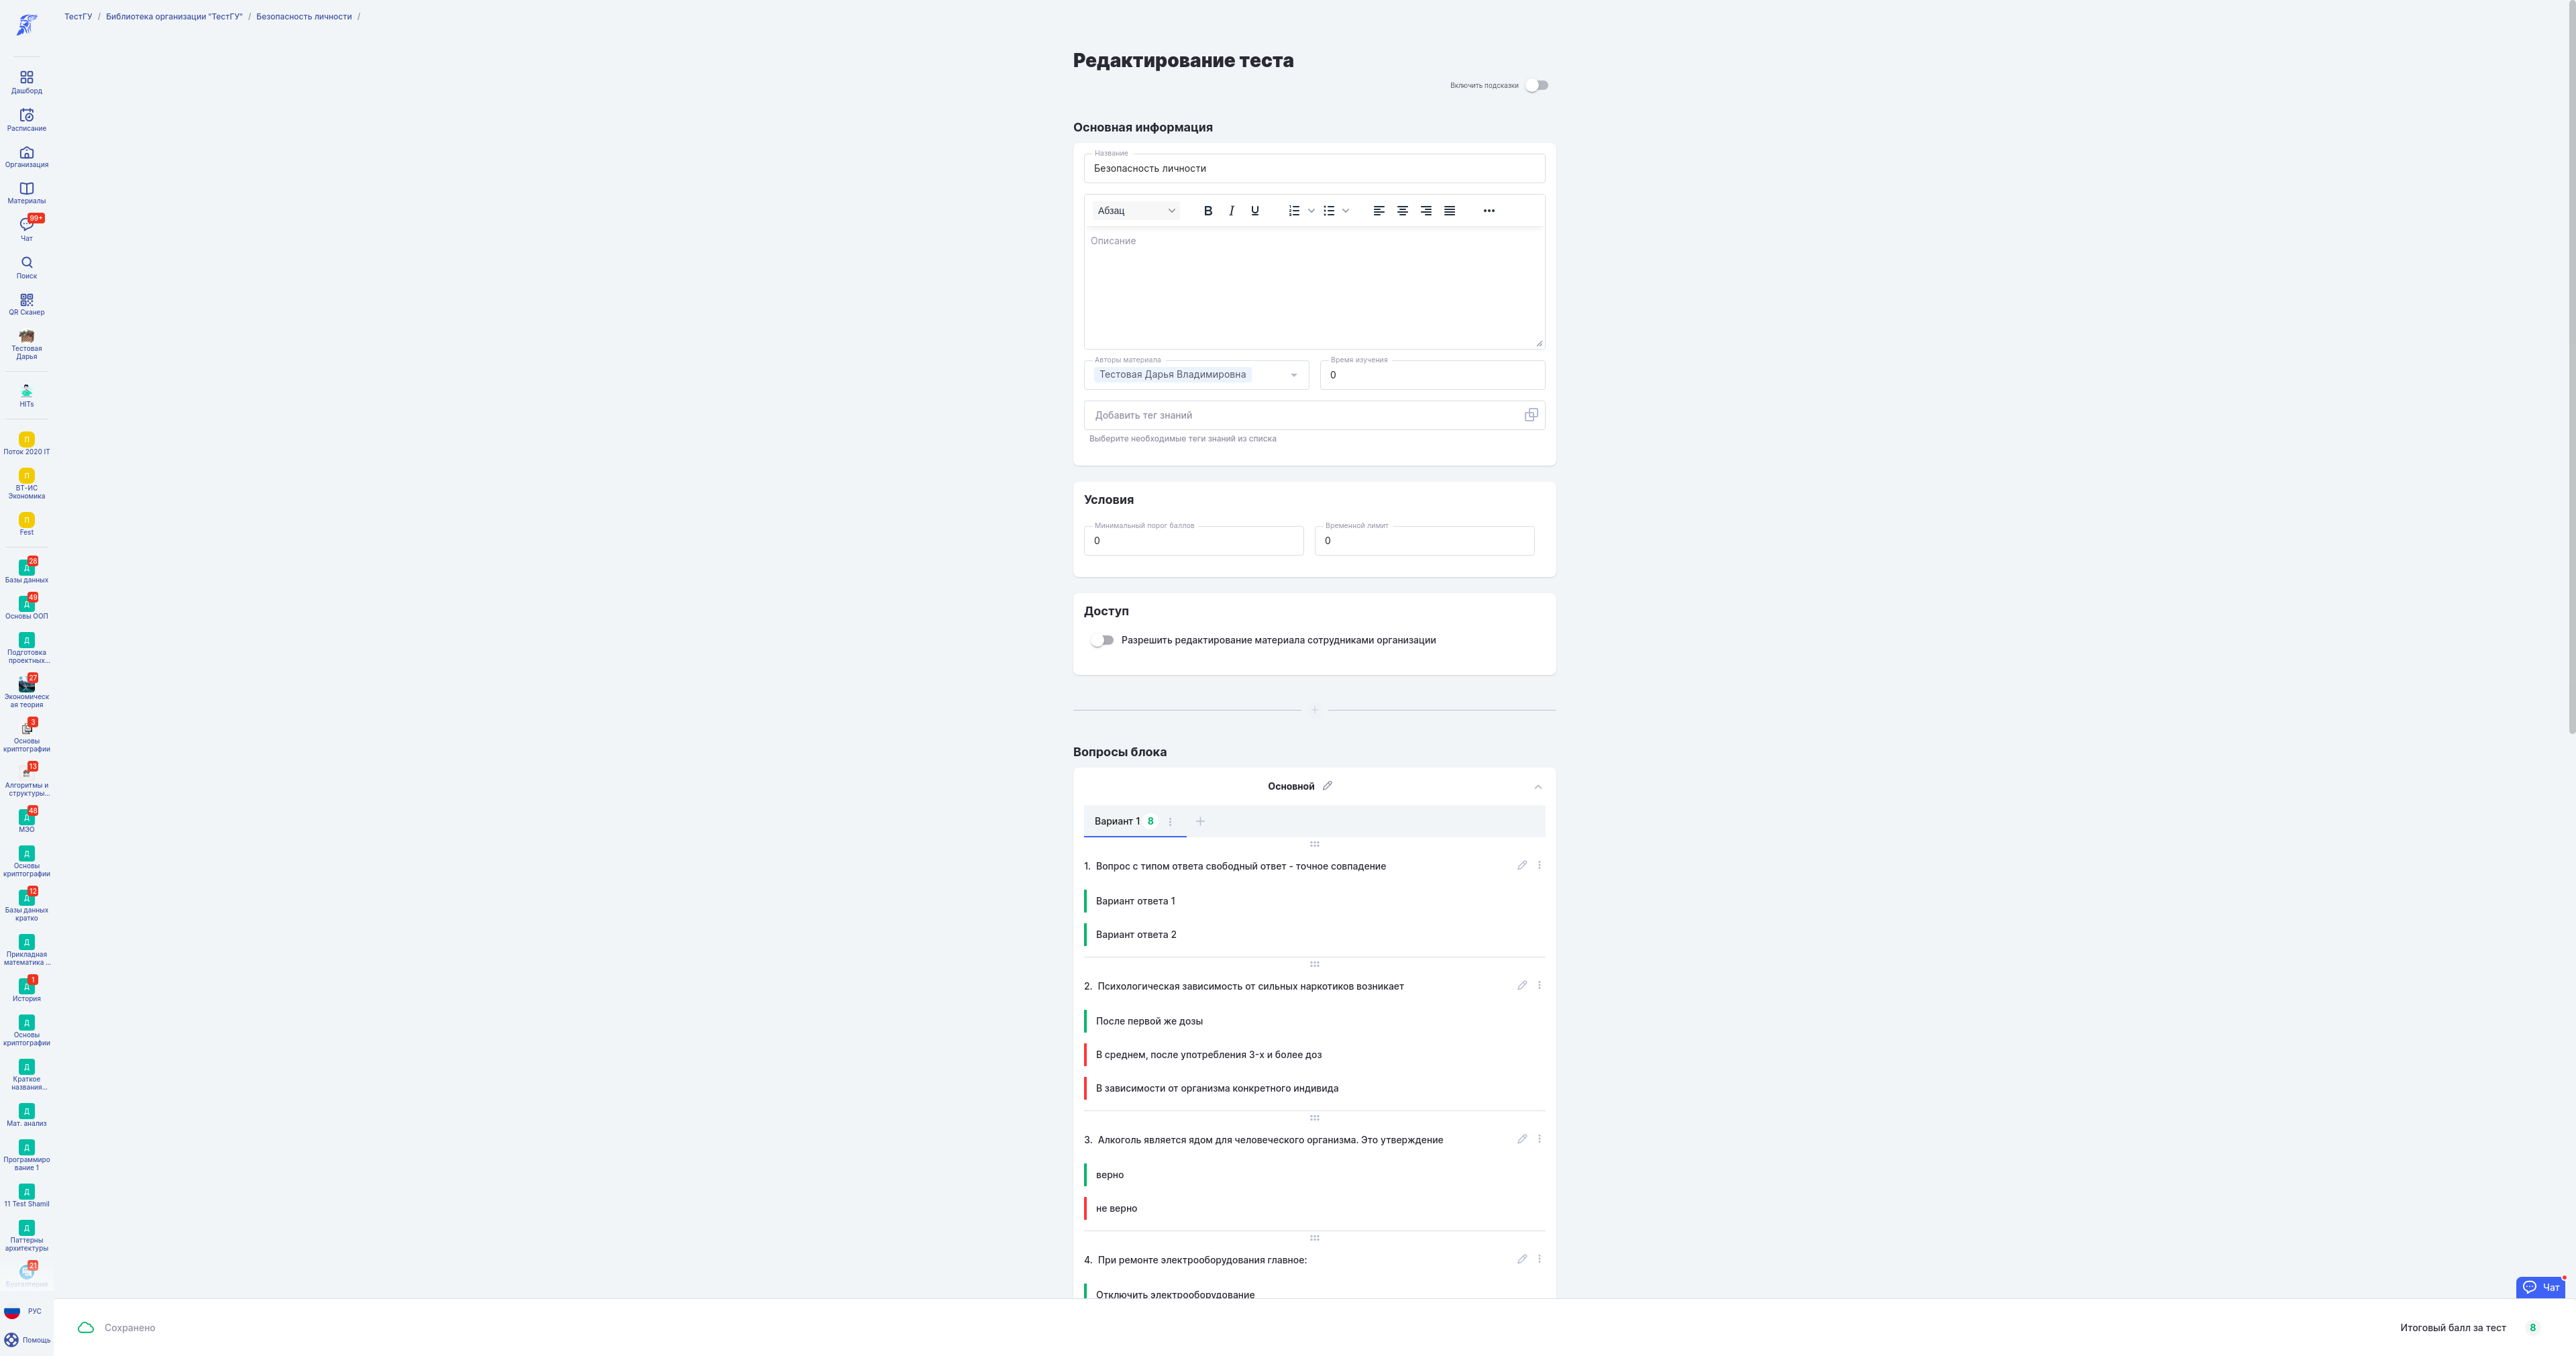 ТестГУ / Библиотека организации "ТестГУ" / Безопасность личности /
Дашборд
Расписание
Организация
Материалы
99+
Чат
Поиск
QR Сканер
Тестовая
Дарья
HITs
П
Поток 2020 IT
П
ВТ-ИС
Экономика
П
Fest
28
Д
Базы данных
49
Д
Основы ООП
Д
Подготовка
проектных...
27
Экономическ
ая теория
3
Основы
криптографии
13
Алгоритмы и
структуры...
48
Д
МЭО
Д
Основы
криптографии
12
Д
Базы данных
кратко
Д
Прикладная
математика ...
1
Д
История
Д
Основы
криптографии
Д
Краткое
названия...
Д
Мат. анализ
Д
Программиро
вание 1
Д
11 Test Shamil
Д
Паттерны
архитектуры
21
Бухгалтерия
РУС
Помощь
Редактирование теста
Включить подсказки
Основная информация
Название
Безопасность личности
Абзац B I U
Описание
Авторы материала
Тестовая Дарья Владимировна
Время изучения
0
Добавить тег знаний
Выберите необходимые теги знаний из списка
Условия
Минимальный порог баллов
0
Временной лимит
0
Доступ
Разрешить редактирование материала сотрудниками организации
Вопросы блока
Основной
Вариант 1 8
1. Вопрос с типом ответа свободный ответ - точное совпадение
Вариант ответа 1
Вариант ответа 2
2. Психологическая зависимость от сильных наркотиков возникает
После первой же дозы
В среднем, после употребления 3-х и более доз
В зависимости от организма конкретного индивида
3. Алкоголь является ядом для человеческого организма. Это утверждение
верно
не верно
4. При ремонте электрооборудования главное:
Отключить электрооборудование
Чат
Сохранено
Итоговый балл за тест 8